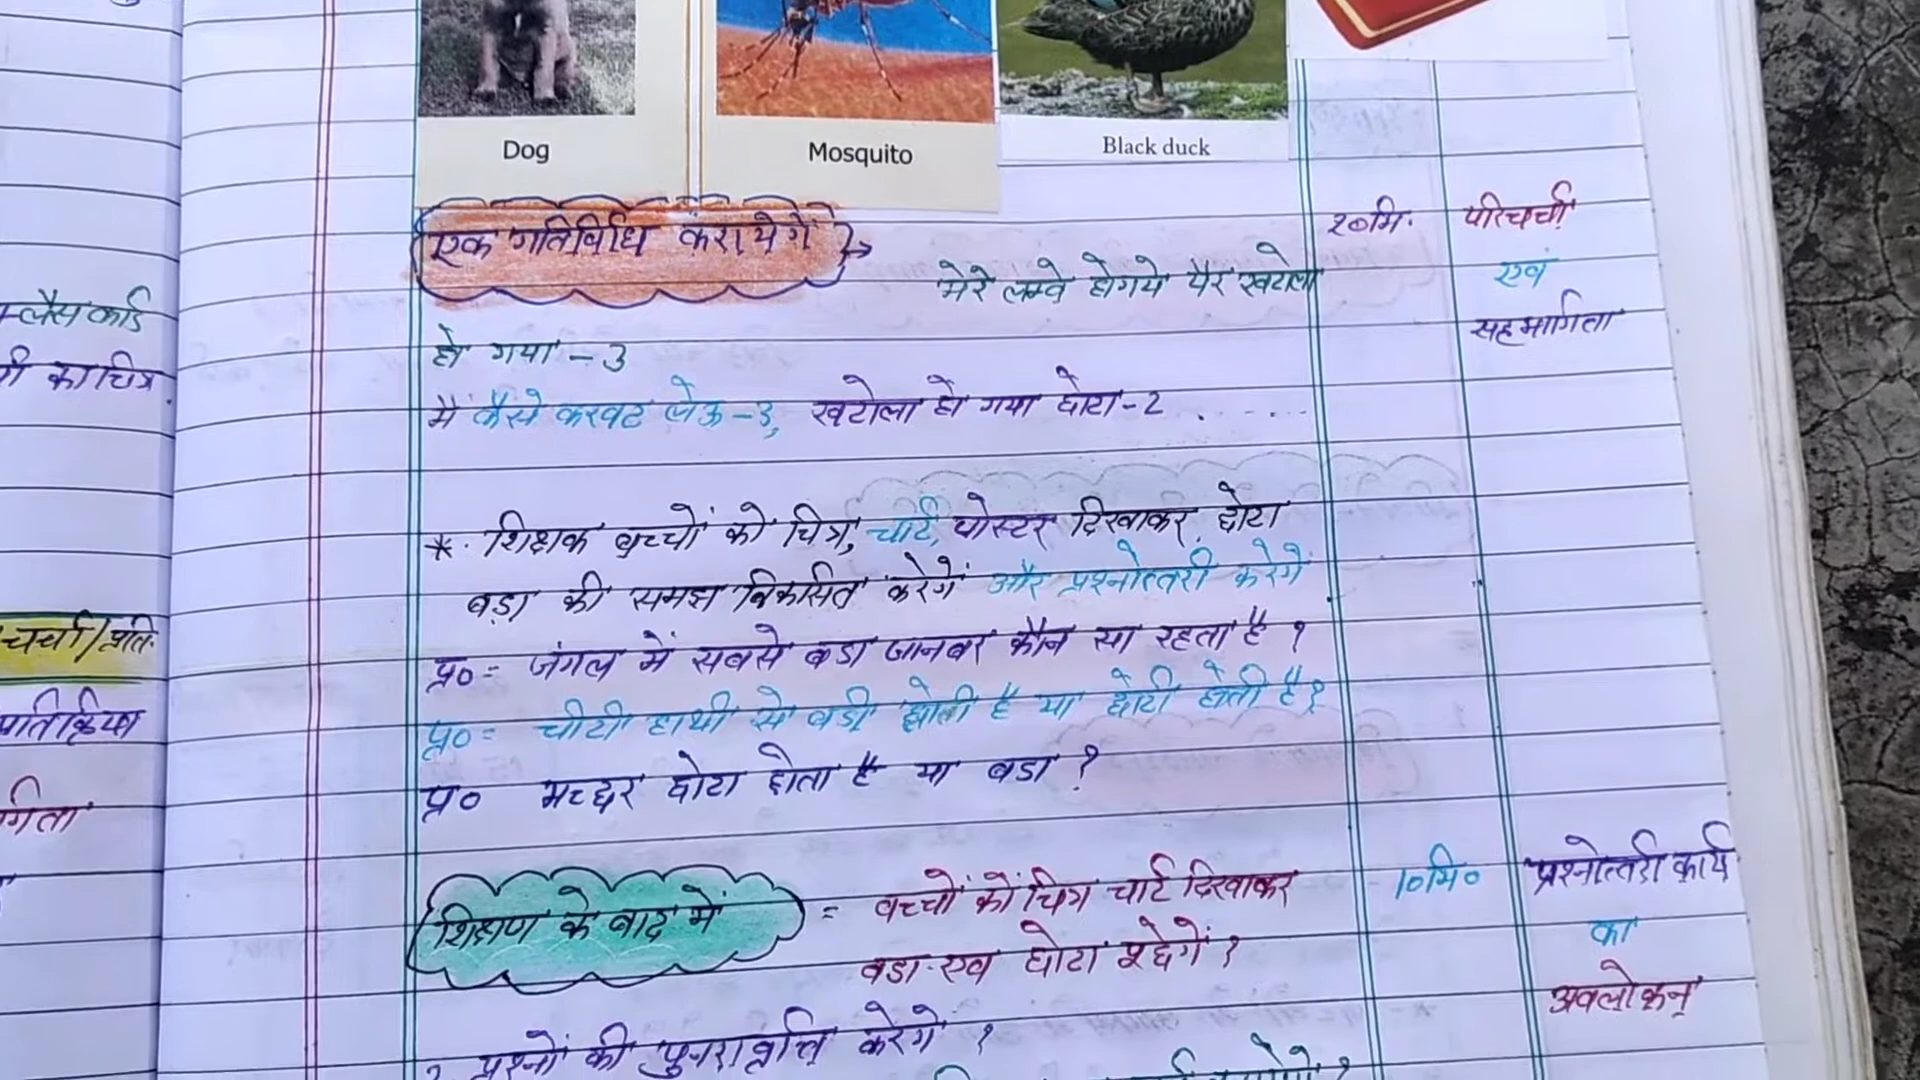 Dog Mosquito Black duck
एक गतिविधि करायेगें
२०मि. परिचर्चा
मेरे लम्वे होगये पैर खटोला
एवं
सहभागिता
हो गया - 3
मै कैसे करवट लेऊ - 3, खटोला हो गया छोटा - 2 . . . . . .
*. शिक्षक बच्चों को चित्र, चार्ट, पोस्टर दिखाकर, छोटा
बड़ा की समझ विकसित करेगें और प्रश्नोत्तरी करेगें
प्र० = जंगल में सबसे बडा जानबर कौन सा रहता है ?
प्र० = चीटी हाथी से बडी होती है या छोटी होती है ?
प्र० मच्छर छोटा होता है या बडा ?
शिक्षण के बाद में = बच्चों कों चित्र चार्ट दिखाकर
१०मि० प्रश्नोत्तरी कार्य
का
अवलोकन
बडा एव छोटा ?
प्रश्नों की पुनरावृत्ति करेगे ?
लैस कार्ड
का चित्र
चर्चा/प्रति.
प्रतिक्रिया
गिता